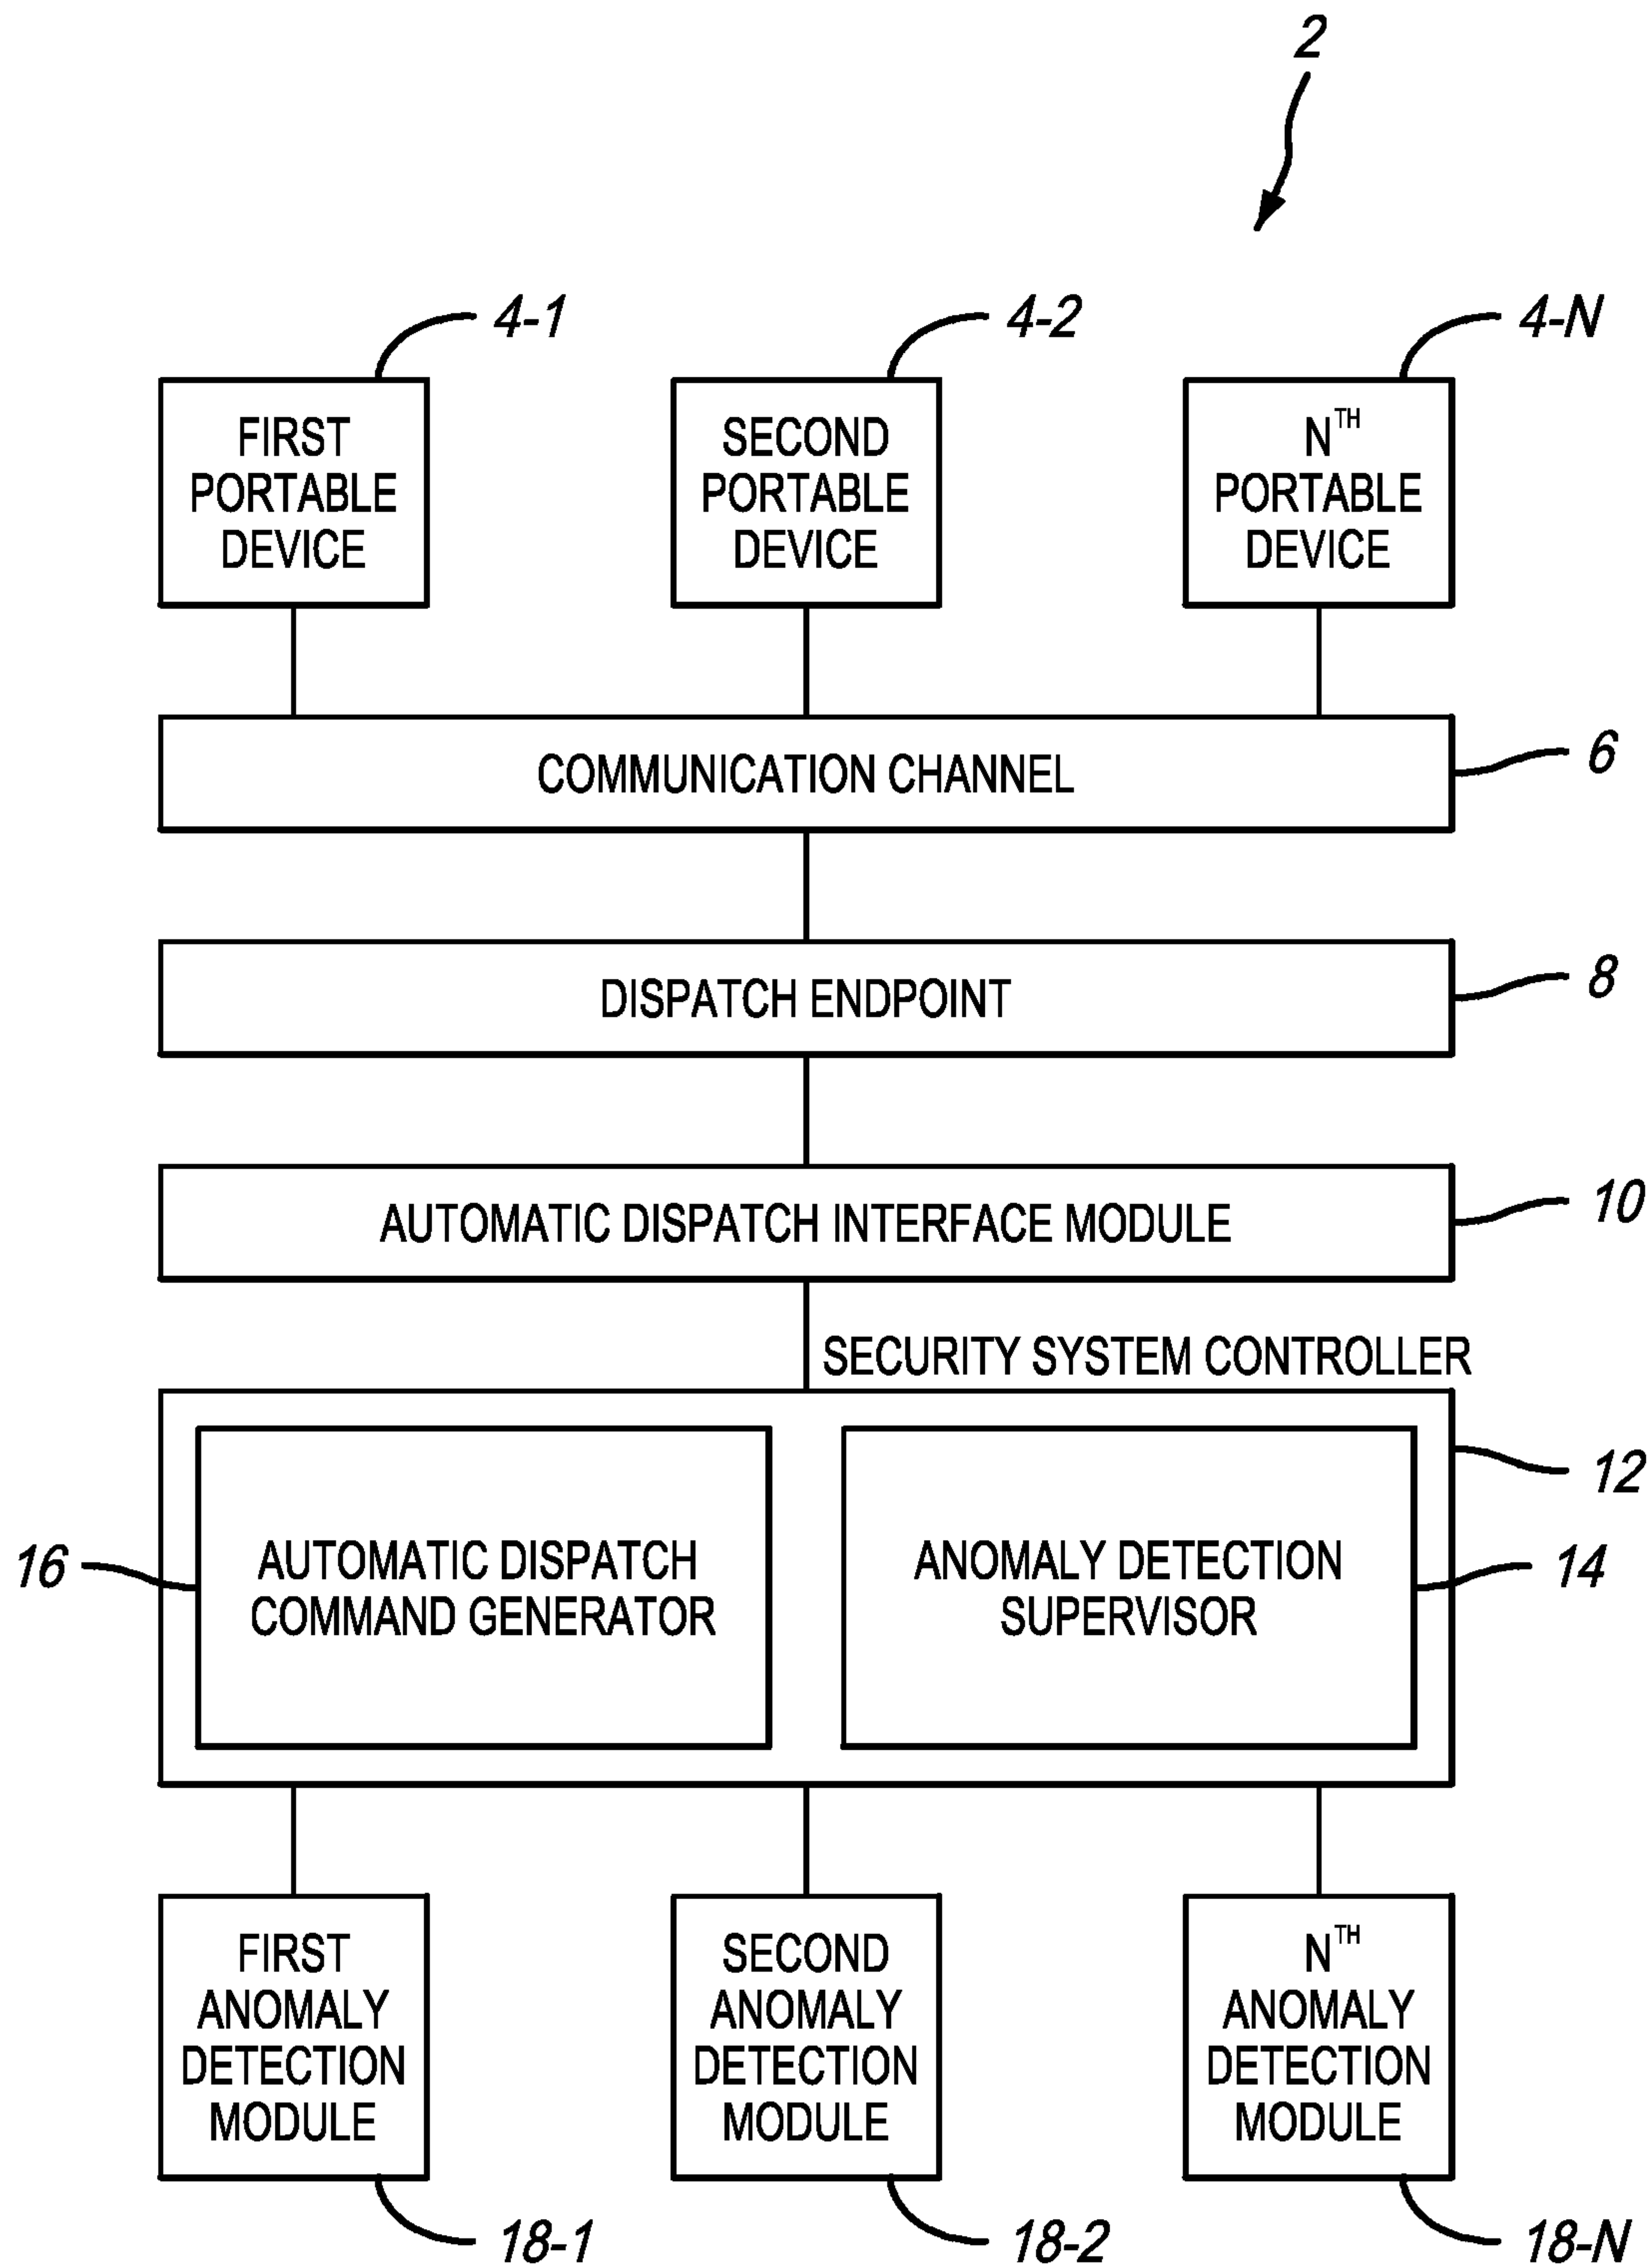 2
4-1
4-2
4-N
FIRST
PORTABLE
DEVICE
SECOND
PORTABLE
DEVICE
NTH
PORTABLE
DEVICE
COMMUNICATION CHANNEL
6
DISPATCH ENDPOINT
8
AUTOMATIC DISPATCH INTERFACE MODULE
10
SECURITY SYSTEM CONTROLLER
12
16
AUTOMATIC DISPATCH
COMMAND GENERATOR
ANOMALY DETECTION
SUPERVISOR
14
FIRST
ANOMALY
DETECTION
MODULE
SECOND
ANOMALY
DETECTION
MODULE
NTH
ANOMALY
DETECTION
MODULE
18-1
18-2
18-N